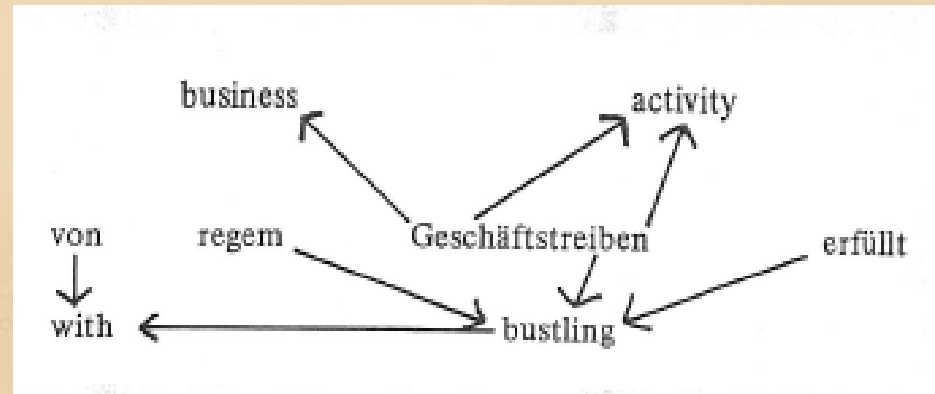 business activity
von regem Geschäftstreiben erfüllt
with bustling